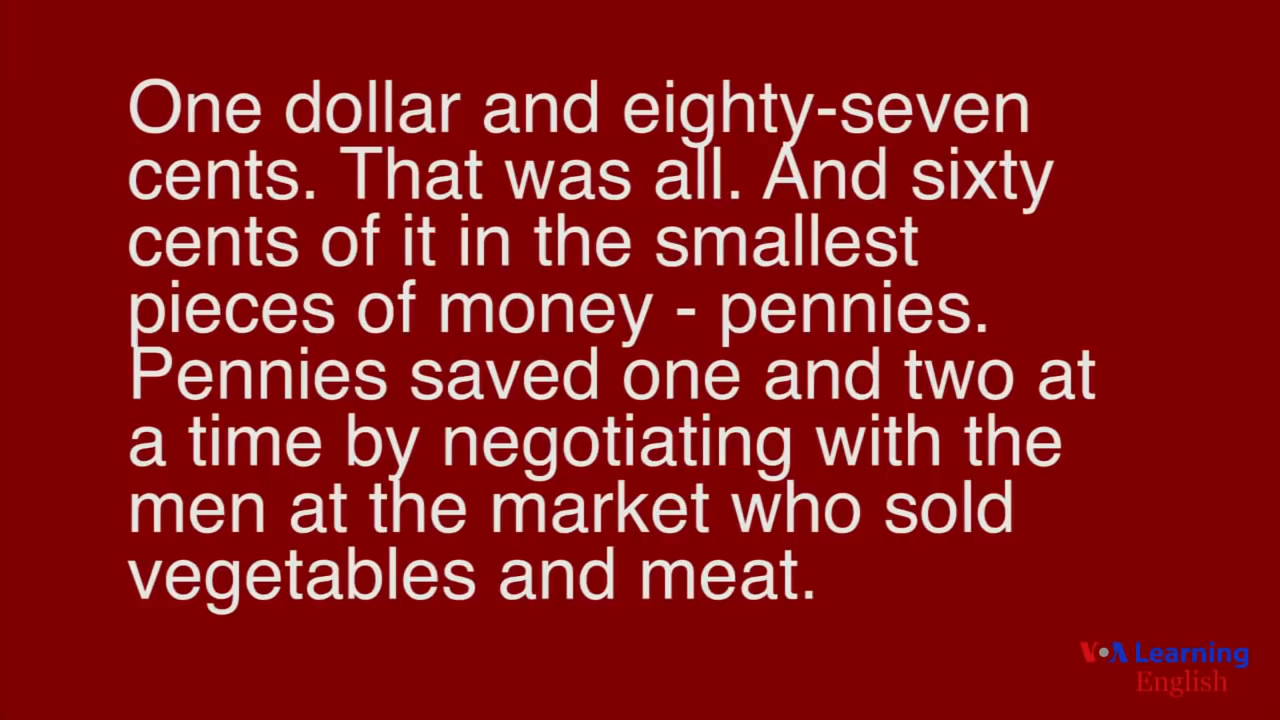 One dollar and eighty-seven
cents. That was all. And sixty
cents of it in the smallest
pieces of money - pennies.
Pennies saved one and two at
a time by negotiating with the
men at the market who sold
vegetables and meat.
VOA Learning
English